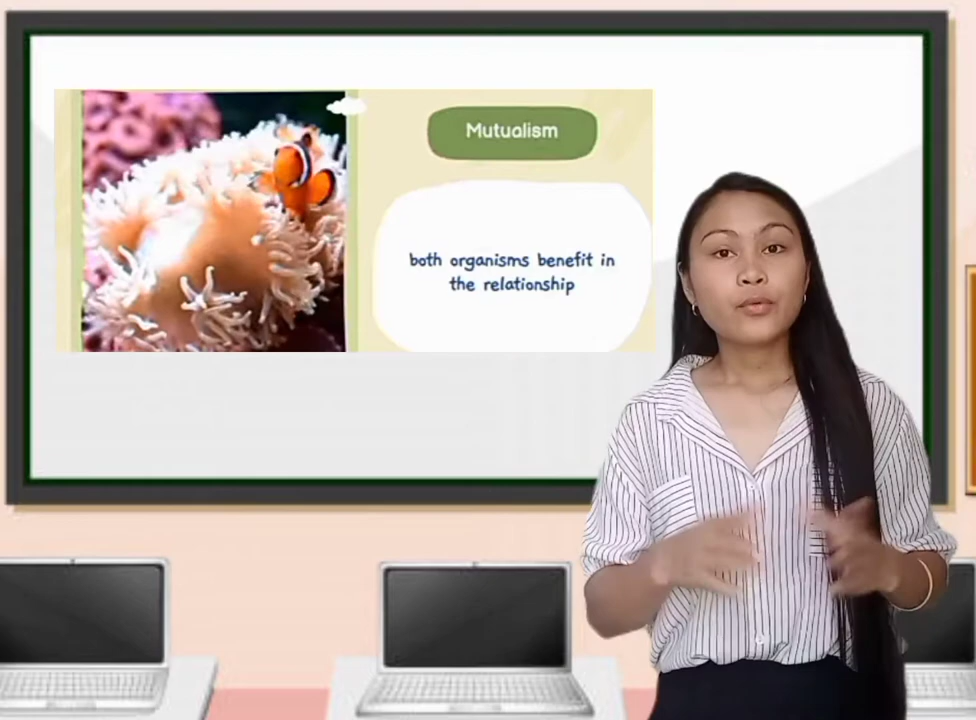 Mutualism
both organisms benefit in
the relationship